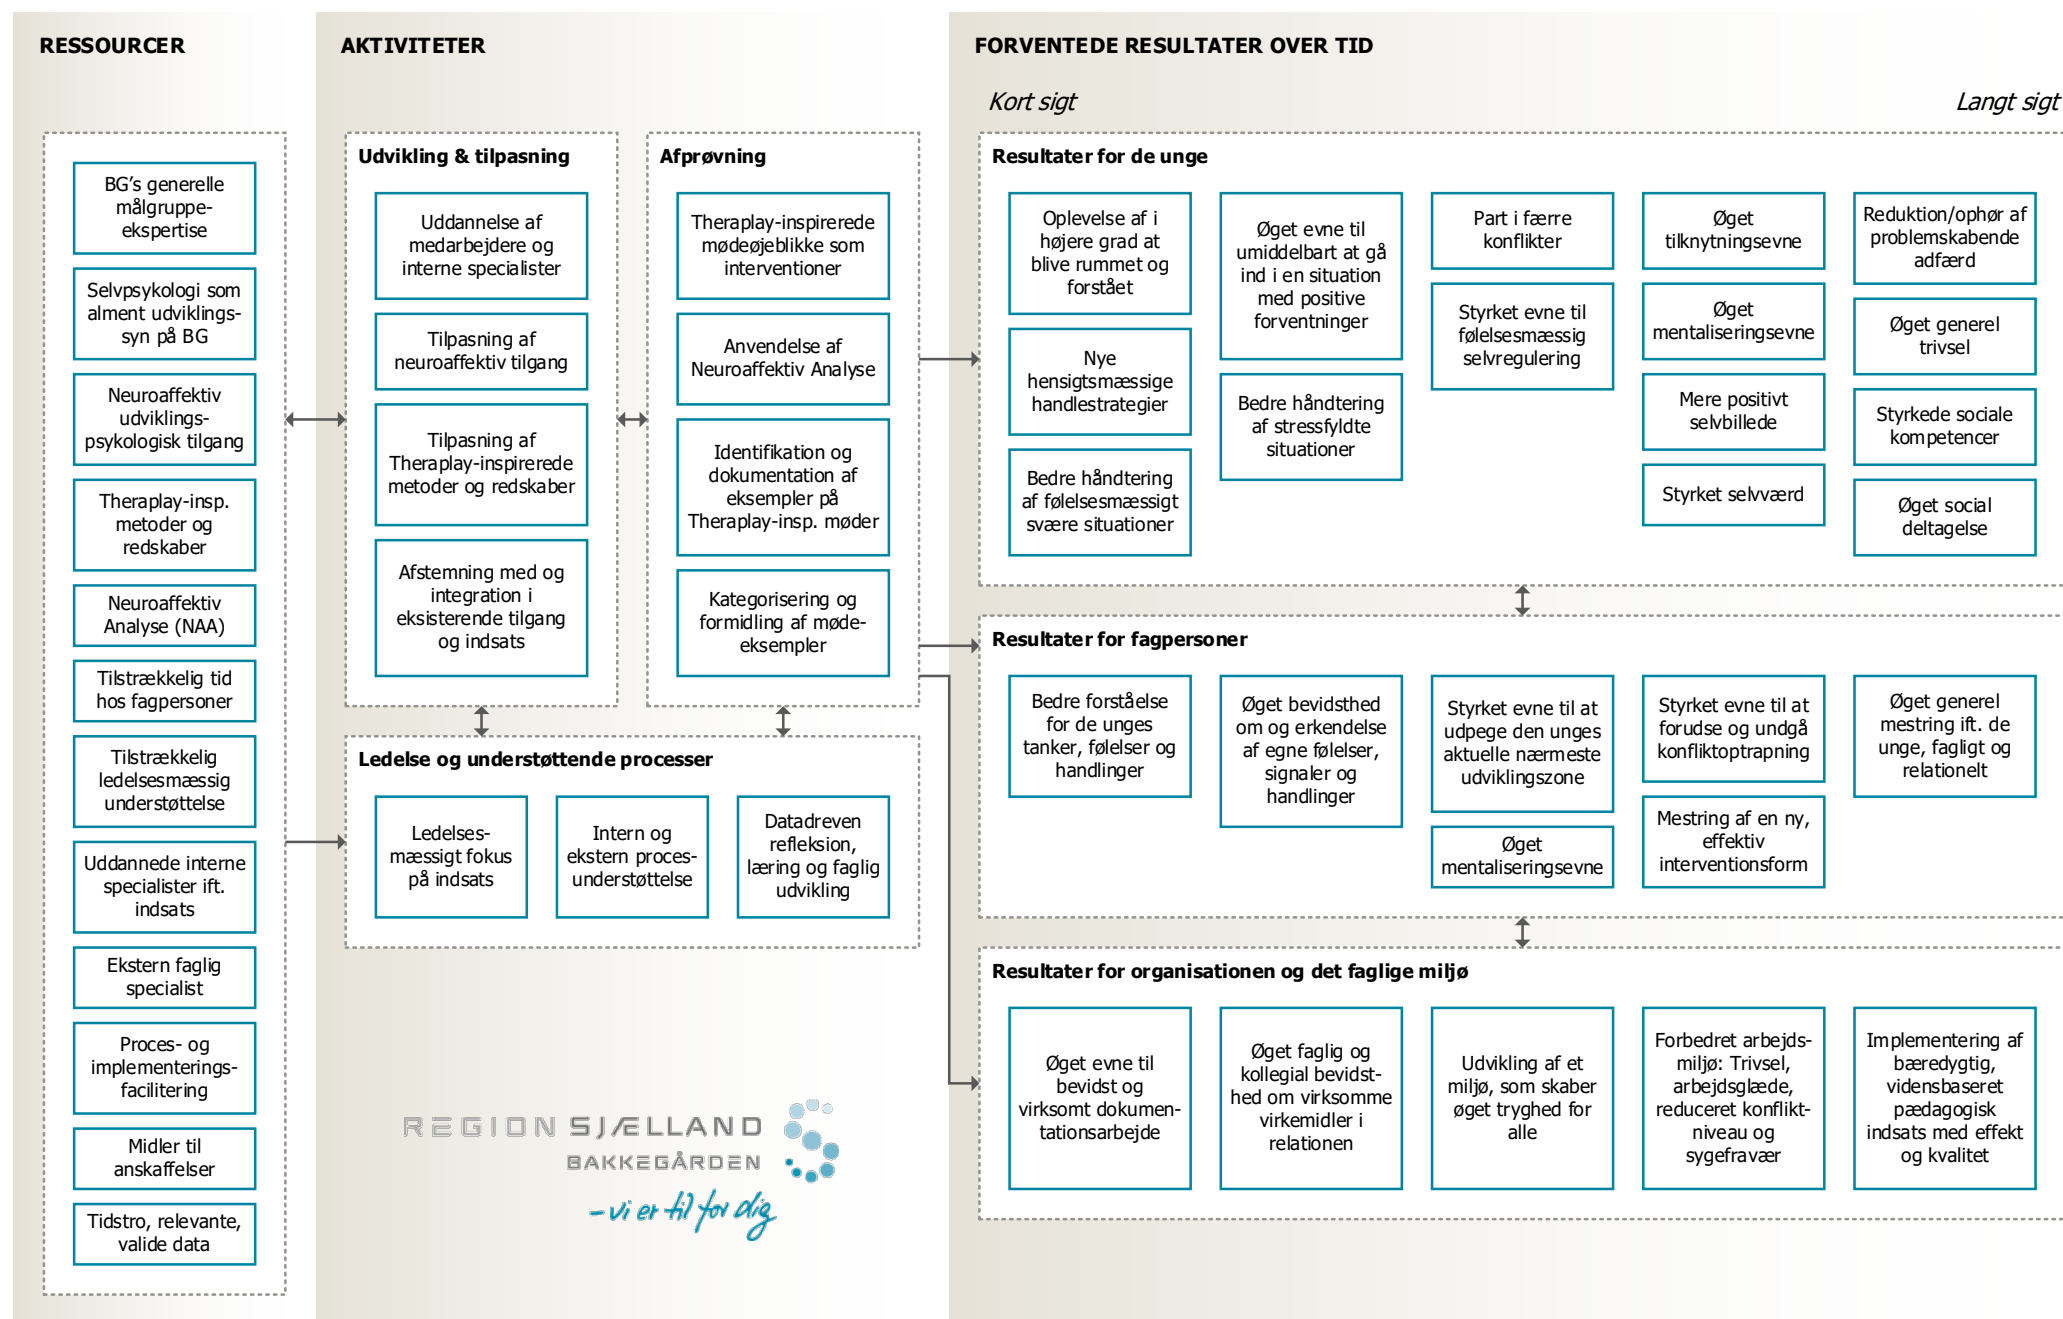 RESSOURCER
BG’s generelle
målgruppe-
ekspertise
Selvpsykologi som
alment udviklings-
syn på BG
Neuroaffektiv
udviklings-
psykologisk tilgang
Theraplay-insp.
metoder og
redskaber
Neuroaffektiv
Analyse (NAA)
Tilstrækkelig tid
hos fagpersoner
Tilstrækkelig
ledelsesmæssig
understøttelse
Uddannede interne
specialister ift.
indsats
Ekstern faglig
specialist
Proces- og
implementerings-
facilitering
Midler til
anskaffelser
Tidstro, relevante,
valide data
AKTIVITETER
Udvikling & tilpasning
Uddannelse af
medarbejdere og
interne specialister
Tilpasning af
neuroaffektiv tilgang
Tilpasning af
Theraplay-inspirerede
metoder og redskaber
Afstemning med og
integration i
eksisterende tilgang
og indsats
Afprøvning
Theraplay-inspirerede
mødeøjeblikke som
interventioner
Anvendelse af
Neuroaffektiv Analyse
Identifikation og
dokumentation af
eksempler på
Theraplay-insp. møder
Kategorisering og
formidling af møde-
eksempler
Ledelse og understøttende processer
Ledelses-
mæssigt fokus
på indsats
Intern og
ekstern proces-
understøttelse
Datadreven
refleksion,
læring og faglig
udvikling
REGION SJÆLLAND
BAKKEGÅRDEN
– vi er til for dig
FORVENTEDE RESULTATER OVER TID
Kort sigt
Langt sigt
Resultater for de unge
Oplevelse af i
højere grad at
blive rummet og
forstået
Nye
hensigtsmæssige
handlestrategier
Bedre håndtering
af følelsesmæssigt
svære situationer
Øget evne til
umiddelbart at gå
ind i en situation
med positive
forventninger
Bedre håndtering
af stressfyldte
situationer
Part i færre
konflikter
Styrket evne til
følelsesmæssig
selvregulering
Øget
tilknytningsevne
Øget
mentaliseringsevne
Mere positivt
selvbillede
Styrket selvværd
Reduktion/ophør af
problemskabende
adfærd
Øget generel
trivsel
Styrkede sociale
kompetencer
Øget social
deltagelse
Resultater for fagpersoner
Bedre forståelse
for de unges
tanker, følelser og
handlinger
Øget bevidsthed
om og erkendelse
af egne følelser,
signaler og
handlinger
Styrket evne til at
udpege den unges
aktuelle nærmeste
udviklingszone
Øget
mentaliseringsevne
Styrket evne til at
forudse og undgå
konfliktoptrapning
Mestring af en ny,
effektiv
interventionsform
Øget generel
mestring ift. de
unge, fagligt og
relationelt
Resultater for organisationen og det faglige miljø
Øget evne til
bevidst og
virksomt dokumen-
tationsarbejde
Øget faglig og
kollegial bevidst-
hed om virksomme
virkemidler i
relationen
Udvikling af et
miljø, som skaber
øget tryghed for
alle
Forbedret arbejds-
miljø: Trivsel,
arbejdsglæde,
reduceret konflikt-
niveau og
sygefravær
Implementering af
bæredygtig,
vidensbaseret
pædagogisk
indsats med effekt
og kvalitet